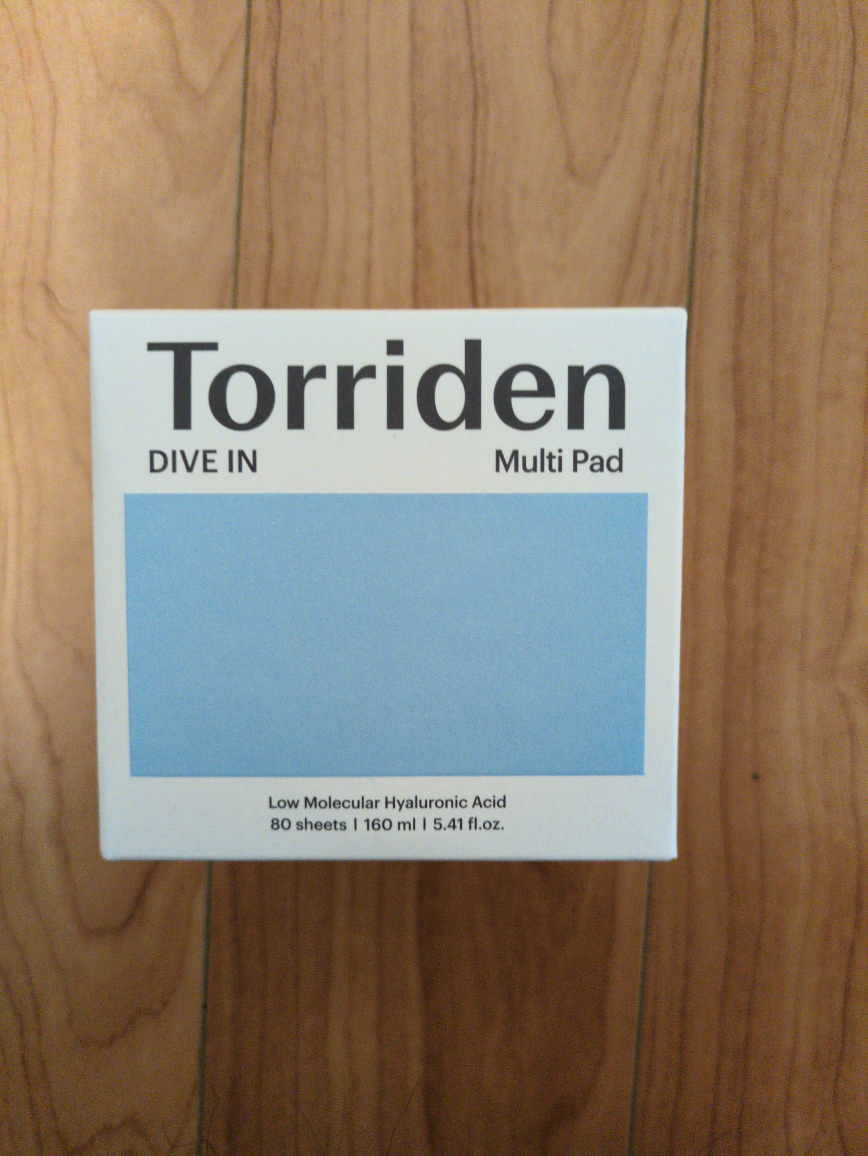 Torriden
DIVE IN Multi Pad
Low Molecular Hyaluronic Acid
80 sheets | 160 ml | 5.41 fl.oz.